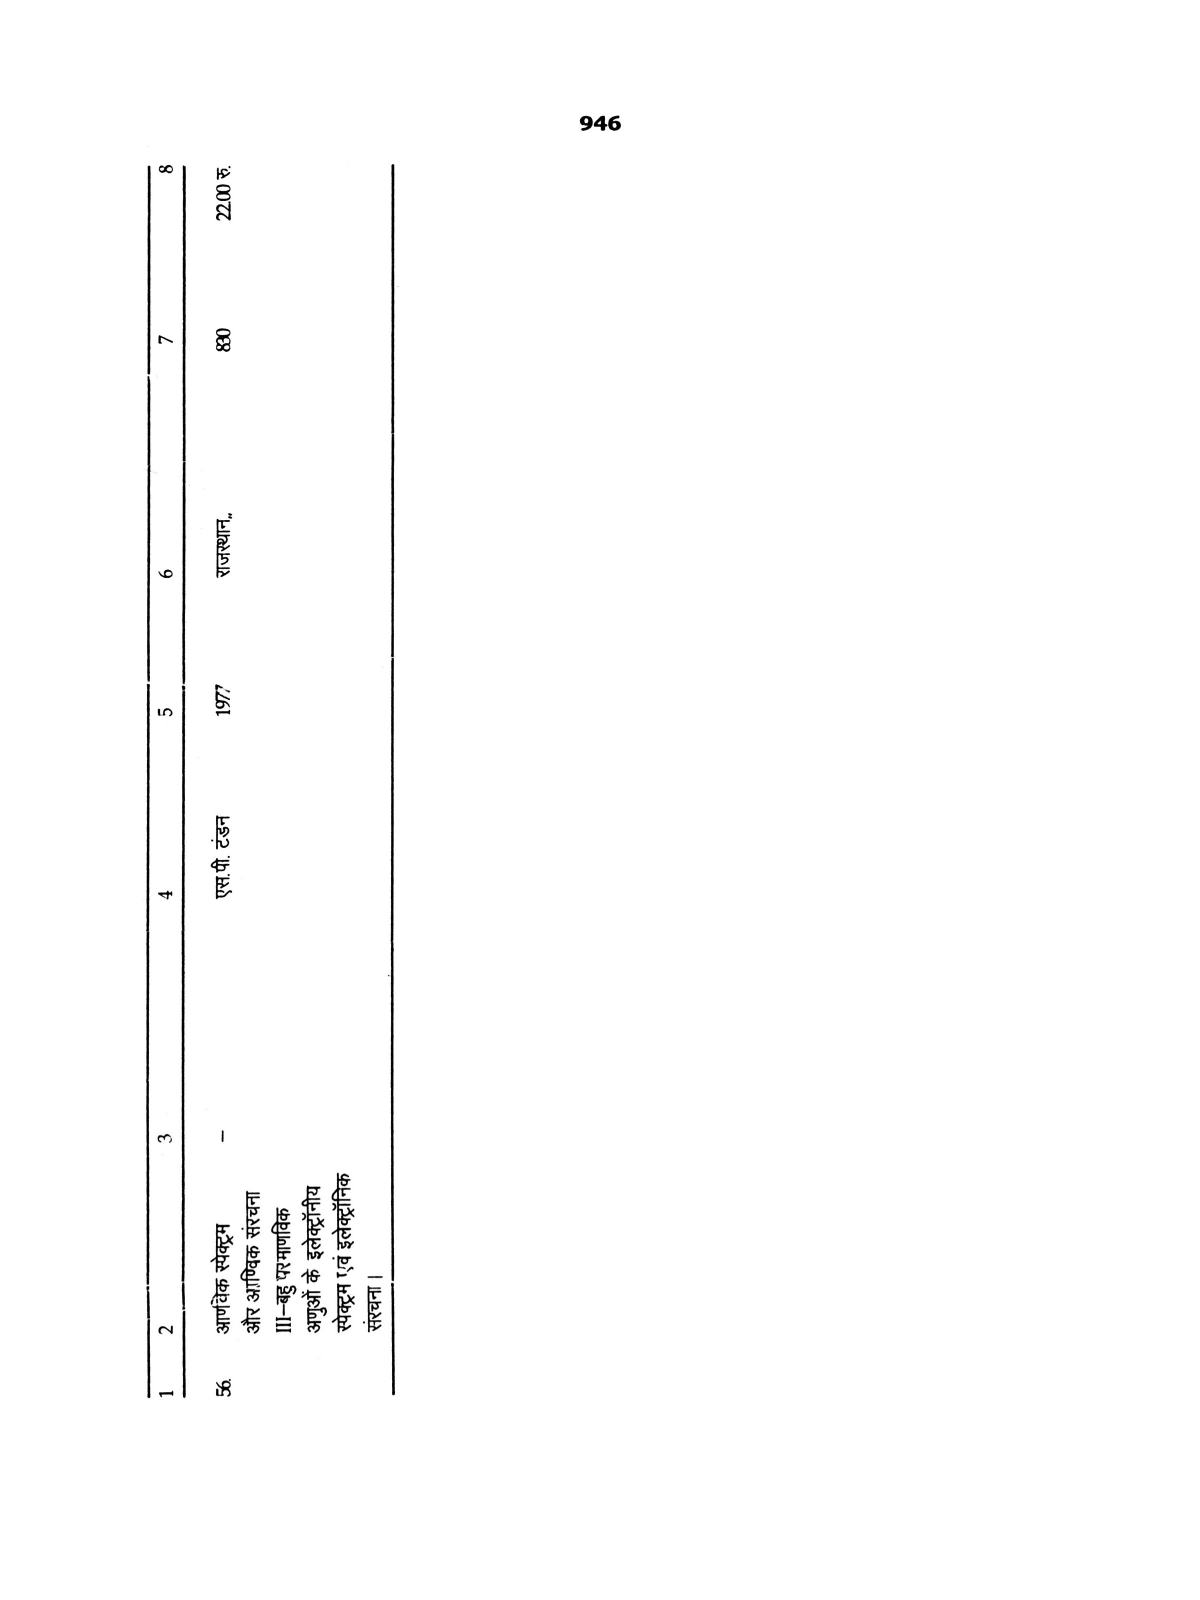 946
1 2 3 4 5 6 7 8
56. आणविक स्पेक्ट्रम – एस.पी. टंडन 1977 राजस्थान,, 830 22.00 रु.
और आण्विक संरचना
III–बहु परमाणविक
अणुओं के इलेक्ट्रॉनीय
स्पेक्ट्रम एवं इलेक्ट्रॉनिक
संरचना।